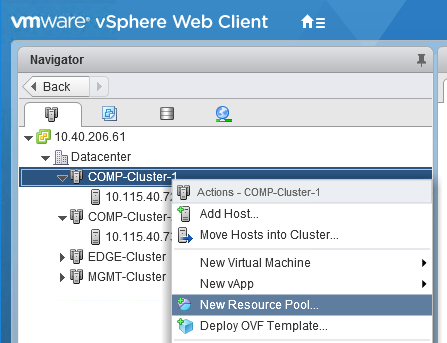 vmware vSphere Web Client
Navigator
Back
10.40.206.61
Datacenter
COMP-Cluster-1
10.115.40.7
COMP-Cluster-
10.115.40.7
EDGE-Cluster
MGMT-Cluster
Actions - COMP-Cluster-1
Add Host...
Move Hosts into Cluster...
New Virtual Machine
New vApp
New Resource Pool...
Deploy OVF Template...